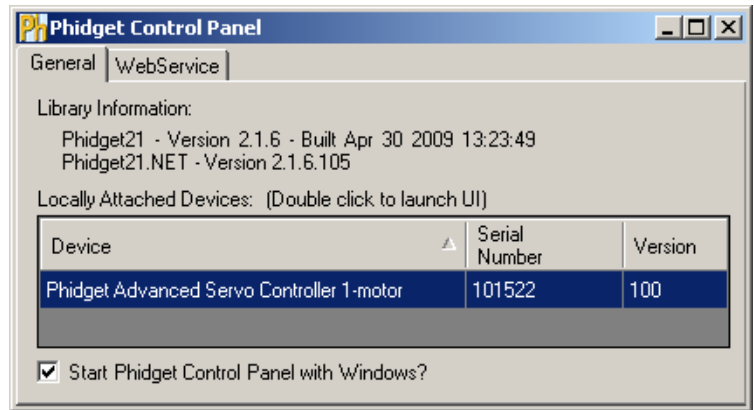 Ph Phidget Control Panel
General WebService
Library Information:
Phidget21 - Version 2.1.6 - Built Apr 30 2009 13:23:49
Phidget21.NET - Version 2.1.6.105
Locally Attached Devices: (Double click to launch UI)
Device Serial Number Version
Phidget Advanced Servo Controller 1-motor 101522 100
Start Phidget Control Panel with Windows?